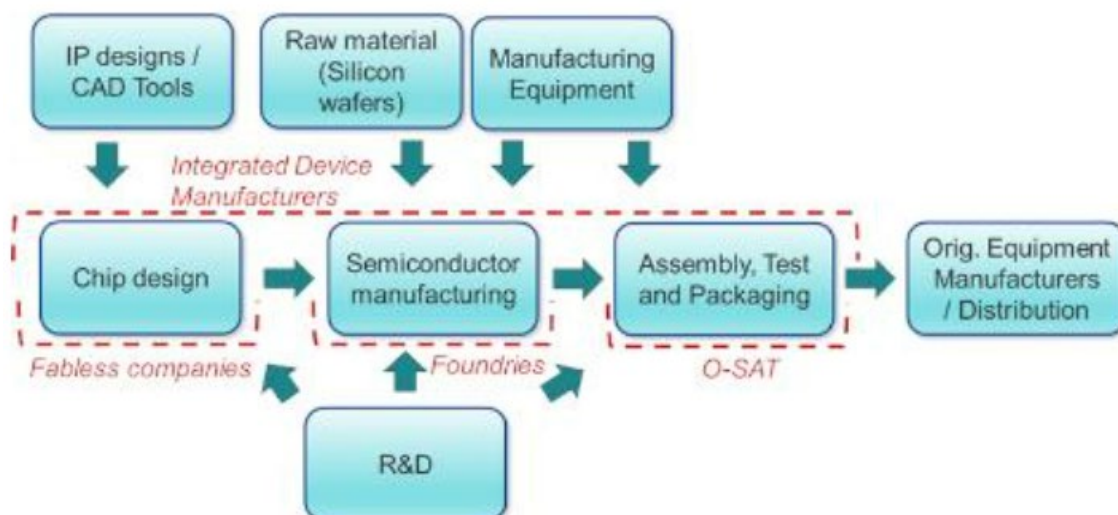 IP designs /
CAD Tools
Raw material
(Silicon
wafers)
Manufacturing
Equipment
Integrated Device
Manufacturers
Chip design
Semiconductor
manufacturing
Assembly, Test
and Packaging
Orig. Equipment
Manufacturers
/ Distribution
Fabless companies
Foundries
O-SAT
R&D